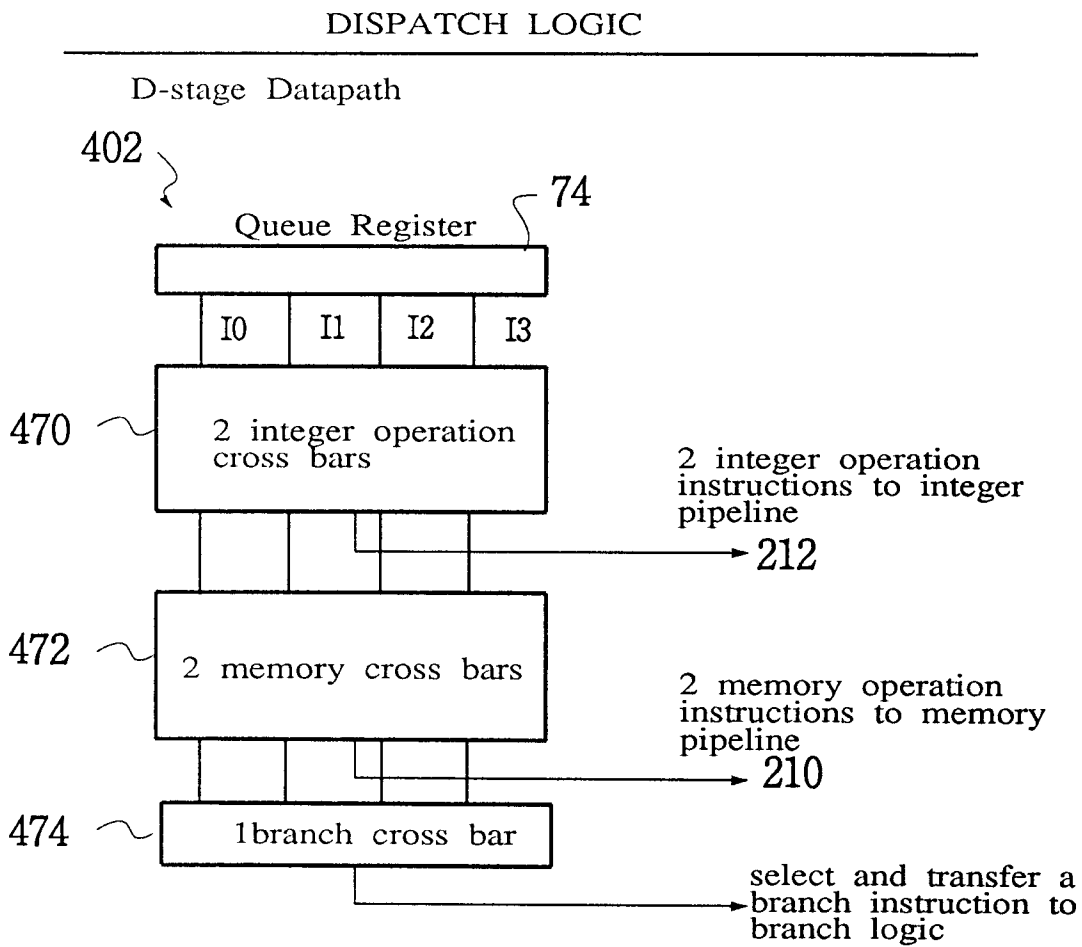 DISPATCH LOGIC
D-stage Datapath
402
74
Queue Register
I0 I1 I2 I3
470
2 integer operation
cross bars
2 integer operation
instructions to integer
pipeline
212
472
2 memory cross bars
2 memory operation
instructions to memory
pipeline
210
474
1branch cross bar
select and transfer a
branch instruction to
branch logic